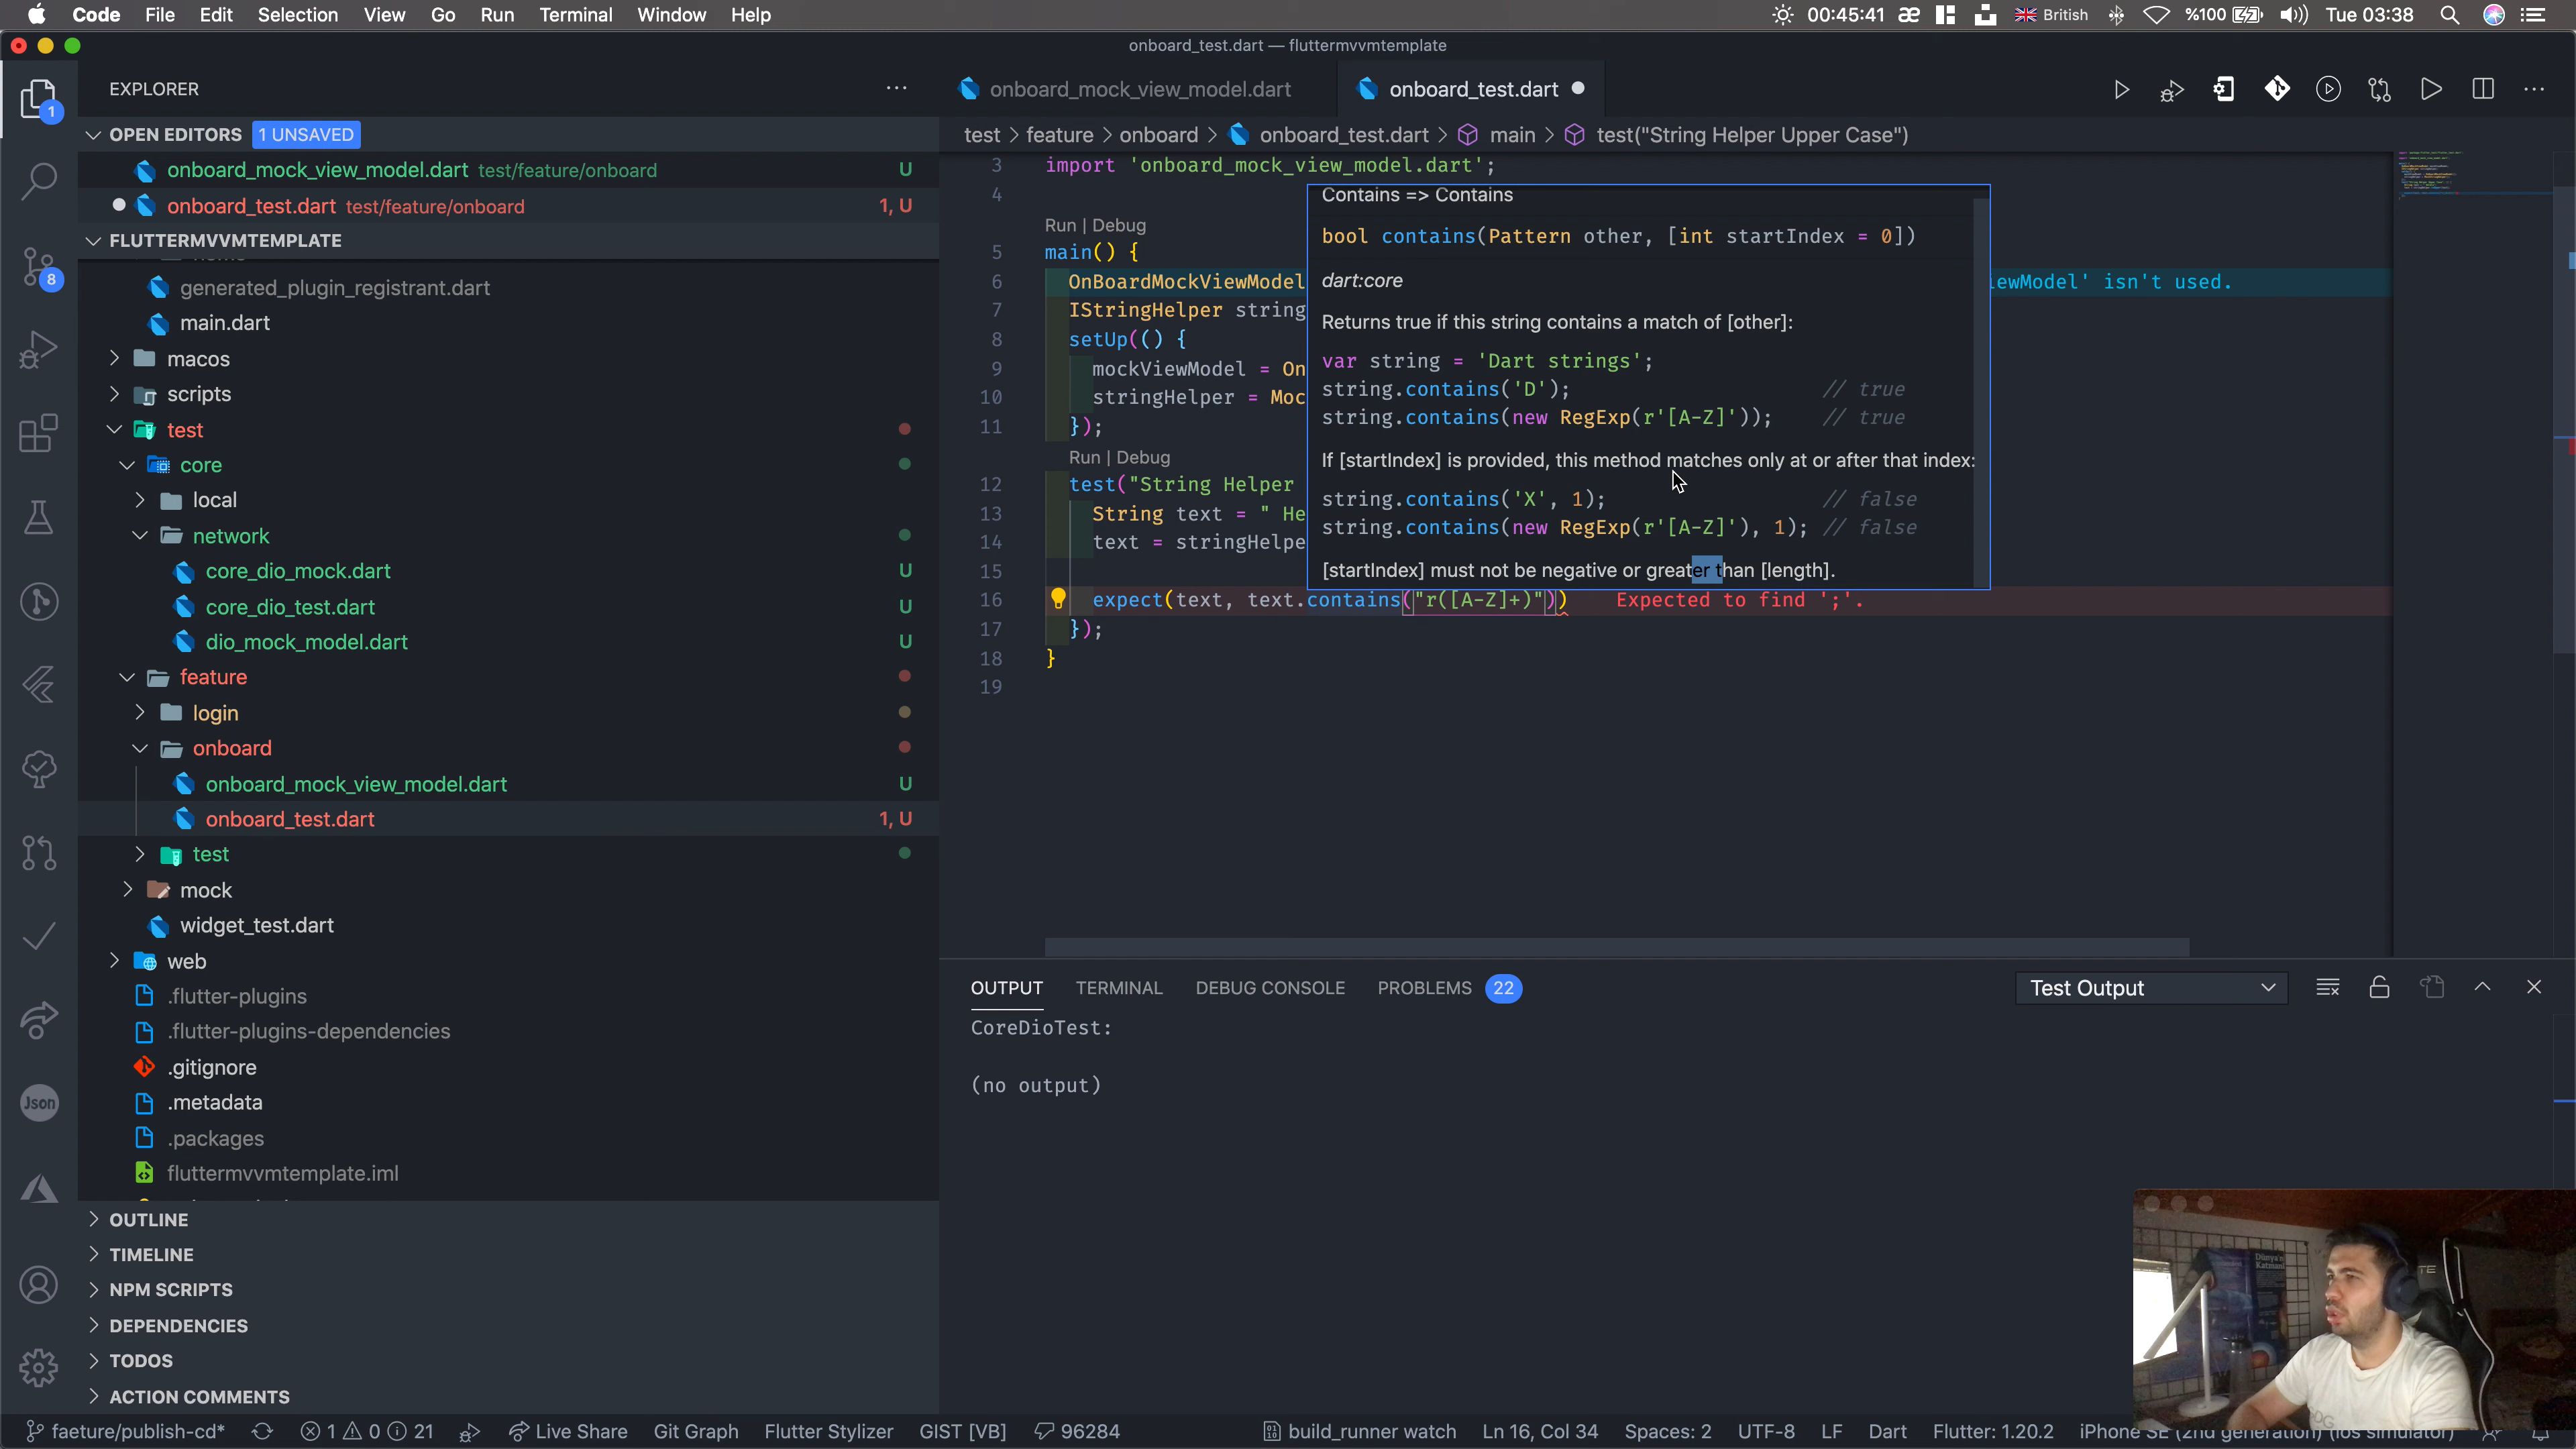 Code File Edit Selection View Go Run Terminal Window Help
00:45:41 æ British %100 Tue 03:38
onboard_test.dart — fluttermvvmtemplate
EXPLORER
OPEN EDITORS 1 UNSAVED
onboard_mock_view_model.dart test/feature/onboard U
onboard_test.dart test/feature/onboard 1, U
FLUTTERMVVMTEMPLATE
generated_plugin_registrant.dart
main.dart
macos
scripts
test
core
local
network
core_dio_mock.dart U
core_dio_test.dart U
dio_mock_model.dart U
feature
login
onboard
onboard_mock_view_model.dart U
onboard_test.dart 1, U
test
mock
widget_test.dart
web
.flutter-plugins
.flutter-plugins-dependencies
.gitignore
.metadata
.packages
fluttermvvmtemplate.iml
OUTLINE
TIMELINE
NPM SCRIPTS
DEPENDENCIES
TODOS
ACTION COMMENTS
1
8
Json
onboard_mock_view_model.dart
onboard_test.dart
test > feature > onboard > onboard_test.dart > main > test("String Helper Upper Case")
3 import 'onboard_mock_view_model.dart';
4
Run | Debug
5 main() {
6 OnBoardMockViewModel iewModel' isn't used.
7 IStringHelper string
8 setUp(() {
9 mockViewModel = On
10 stringHelper = Moc
11 });
Run | Debug
12 test("String Helper
13 String text = " He
14 text = stringHelpe
15
16 expect(text, text.contains("r([A-Z]+)")) Expected to find ';'.
17 });
18 }
19
Contains => Contains
bool contains(Pattern other, [int startIndex = 0])
dart:core
Returns true if this string contains a match of [other]:
var string = 'Dart strings';
string.contains('D'); // true
string.contains(new RegExp(r'[A-Z]')); // true
If [startIndex] is provided, this method matches only at or after that index:
string.contains('X', 1); // false
string.contains(new RegExp(r'[A-Z]'), 1); // false
[startIndex] must not be negative or greater than [length].
OUTPUT TERMINAL DEBUG CONSOLE PROBLEMS 22
Test Output
CoreDioTest:
(no output)
Dünya'n
Katman
faeture/publish-cd* 1 0 21 Live Share Git Graph Flutter Stylizer GIST [VB] 96284 build_runner watch Ln 16, Col 34 Spaces: 2 UTF-8 LF Dart Flutter: 1.20.2 iPhone SE (2nd generation) (ios simulator)